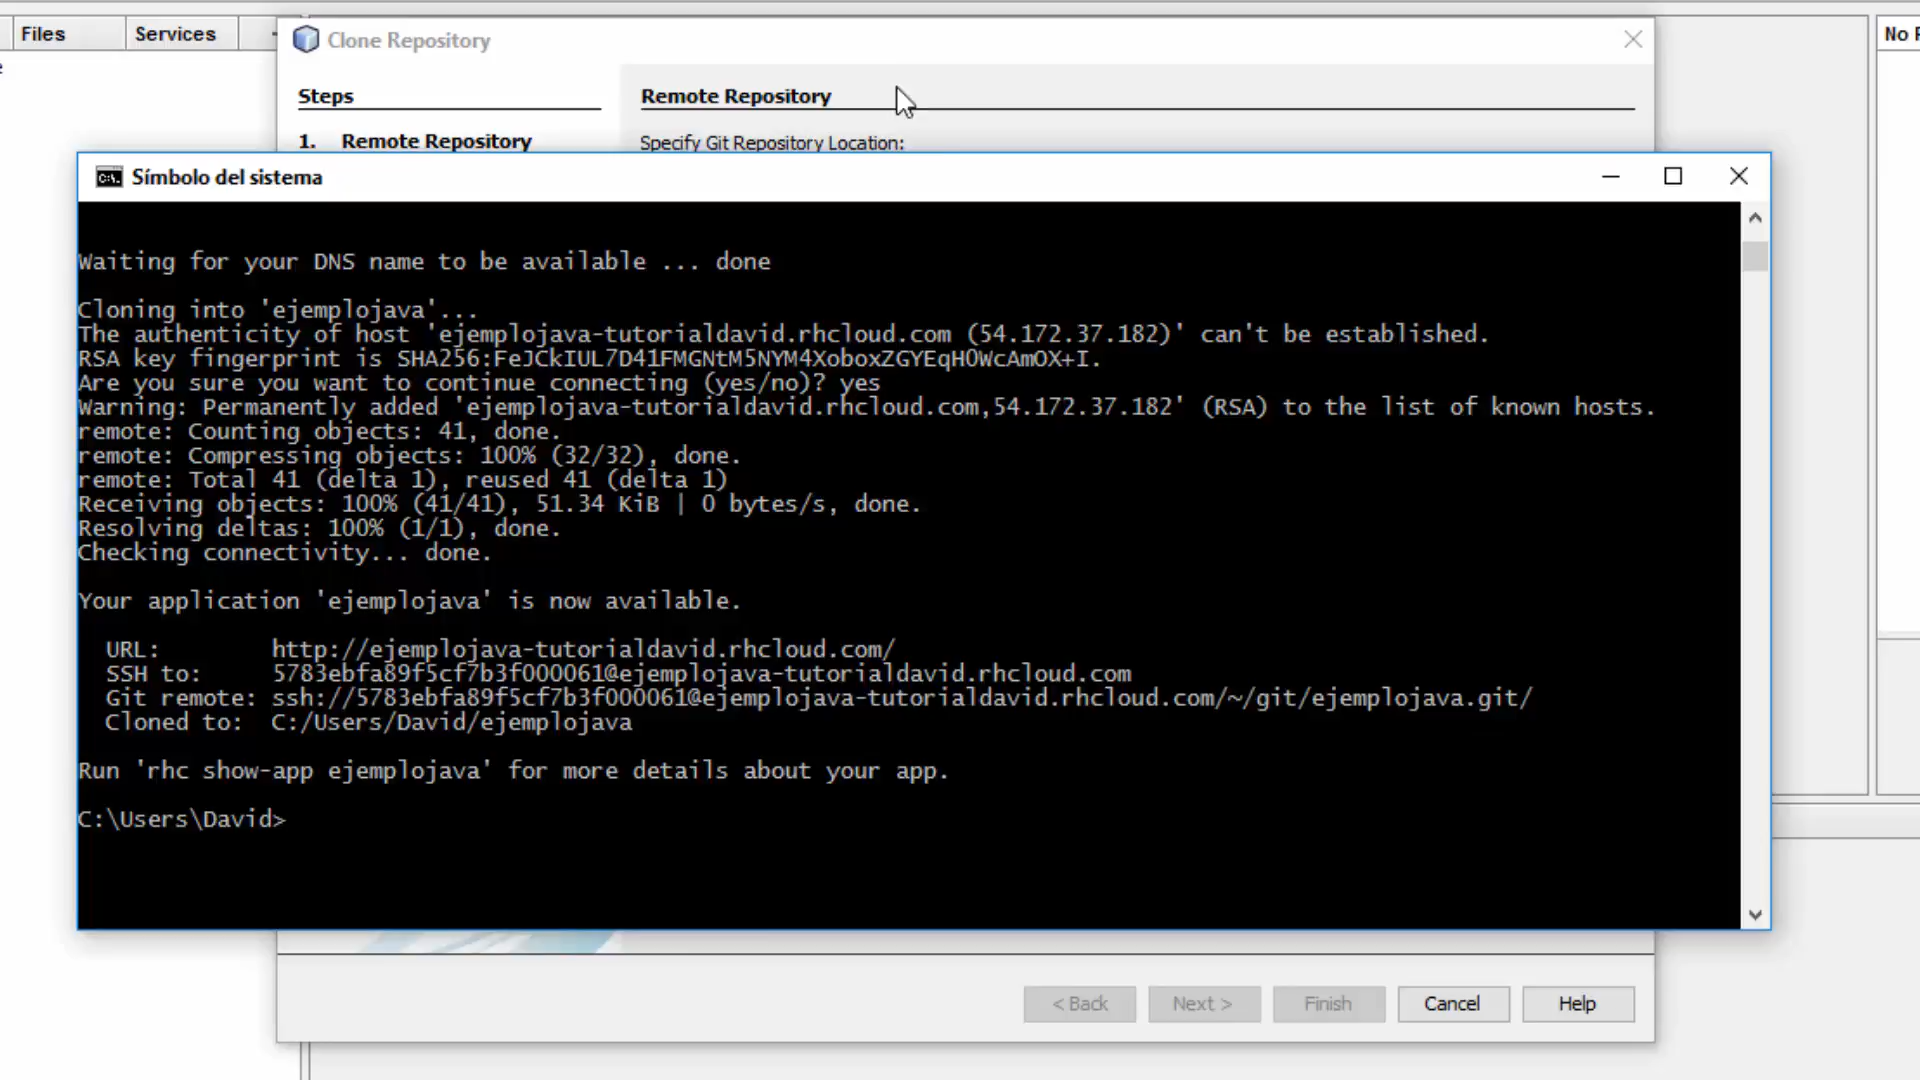 Files
Services
No
Clone Repository
Steps
Remote Repository
1. Remote Repository
Specify Git Repository Location:
Símbolo del sistema
Waiting for your DNS name to be available ... done
Cloning into 'ejemplojava'...
The authenticity of host 'ejemplojava-tutorialdavid.rhcloud.com (54.172.37.182)' can't be established.
RSA key fingerprint is SHA256:FeJCkIUL7D41FMGNtM5NYM4XoboxZGYEqH0WcAmOX+I.
Are you sure you want to continue connecting (yes/no)? yes
Warning: Permanently added 'ejemplojava-tutorialdavid.rhcloud.com,54.172.37.182' (RSA) to the list of known hosts.
remote: Counting objects: 41, done.
remote: Compressing objects: 100% (32/32), done.
remote: Total 41 (delta 1), reused 41 (delta 1)
Receiving objects: 100% (41/41), 51.34 KiB | 0 bytes/s, done.
Resolving deltas: 100% (1/1), done.
Checking connectivity... done.
Your application 'ejemplojava' is now available.
URL: http://ejemplojava-tutorialdavid.rhcloud.com/
SSH to: 5783ebfa89f5cf7b3f000061@ejemplojava-tutorialdavid.rhcloud.com
Git remote: ssh://5783ebfa89f5cf7b3f000061@ejemplojava-tutorialdavid.rhcloud.com/~/git/ejemplojava.git/
Cloned to: C:/Users/David/ejemplojava
Run 'rhc show-app ejemplojava' for more details about your app.
C:\Users\David>
< Back
Next >
Finish
Cancel
Help